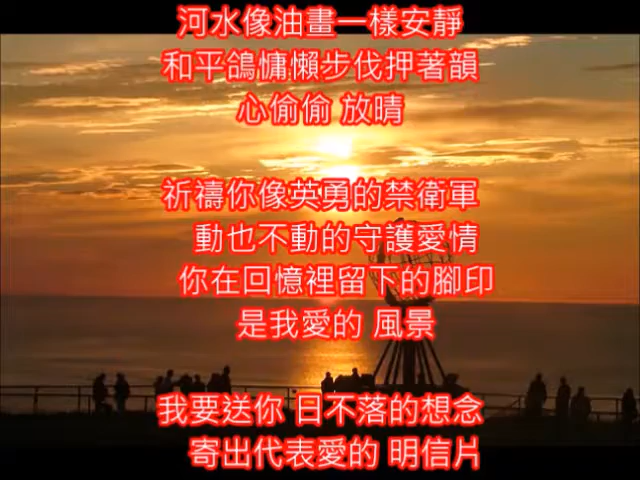 河水像油畫一樣安靜
和平鴿慵懶步伐押著韻
心偷偷 放晴
祈禱你像英勇的禁衛軍
動也不動的守護愛情
你在回憶裡留下的腳印
是我愛的 風景
我要送你 日不落的想念
寄出代表愛的 明信片